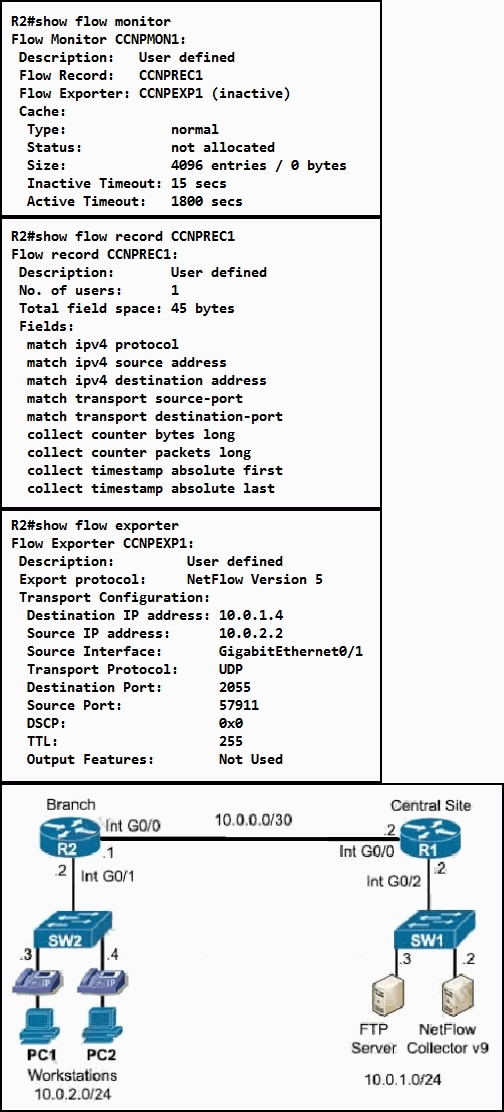 R2#show flow monitor
Flow Monitor CCNPMON1:
Description: User defined
Flow Record: CCNPREC1
Flow Exporter: CCNPEXP1 (inactive)
Cache:
Type: normal
Status: not allocated
Size: 4096 entries / 0 bytes
Inactive Timeout: 15 secs
Active Timeout: 1800 secs
R2#show flow record CCNPREC1
Flow record CCNPREC1:
Description: User defined
No. of users: 1
Total field space: 45 bytes
Fields:
match ipv4 protocol
match ipv4 source address
match ipv4 destination address
match transport source-port
match transport destination-port
collect counter bytes long
collect counter packets long
collect timestamp absolute first
collect timestamp absolute last
R2#show flow exporter
Flow Exporter CCNPEXP1:
Description: User defined
Export protocol: NetFlow Version 5
Transport Configuration:
Destination IP address: 10.0.1.4
Source IP address: 10.0.2.2
Source Interface: GigabitEthernet0/1
Transport Protocol: UDP
Destination Port: 2055
Source Port: 57911
DSCP: 0x0
TTL: 255
Output Features: Not Used
Branch
Central Site
Int G0/0
10.0.0.0/30
.2
R2
.1
Int G0/0
R1
.2
Int G0/1
Int G0/2
.2
SW2
SW1
.3
.4
.3
.2
IP
IP
PC1
PC2
FTP Server
NetFlow Collector v9
Workstations
10.0.2.0/24
10.0.1.0/24